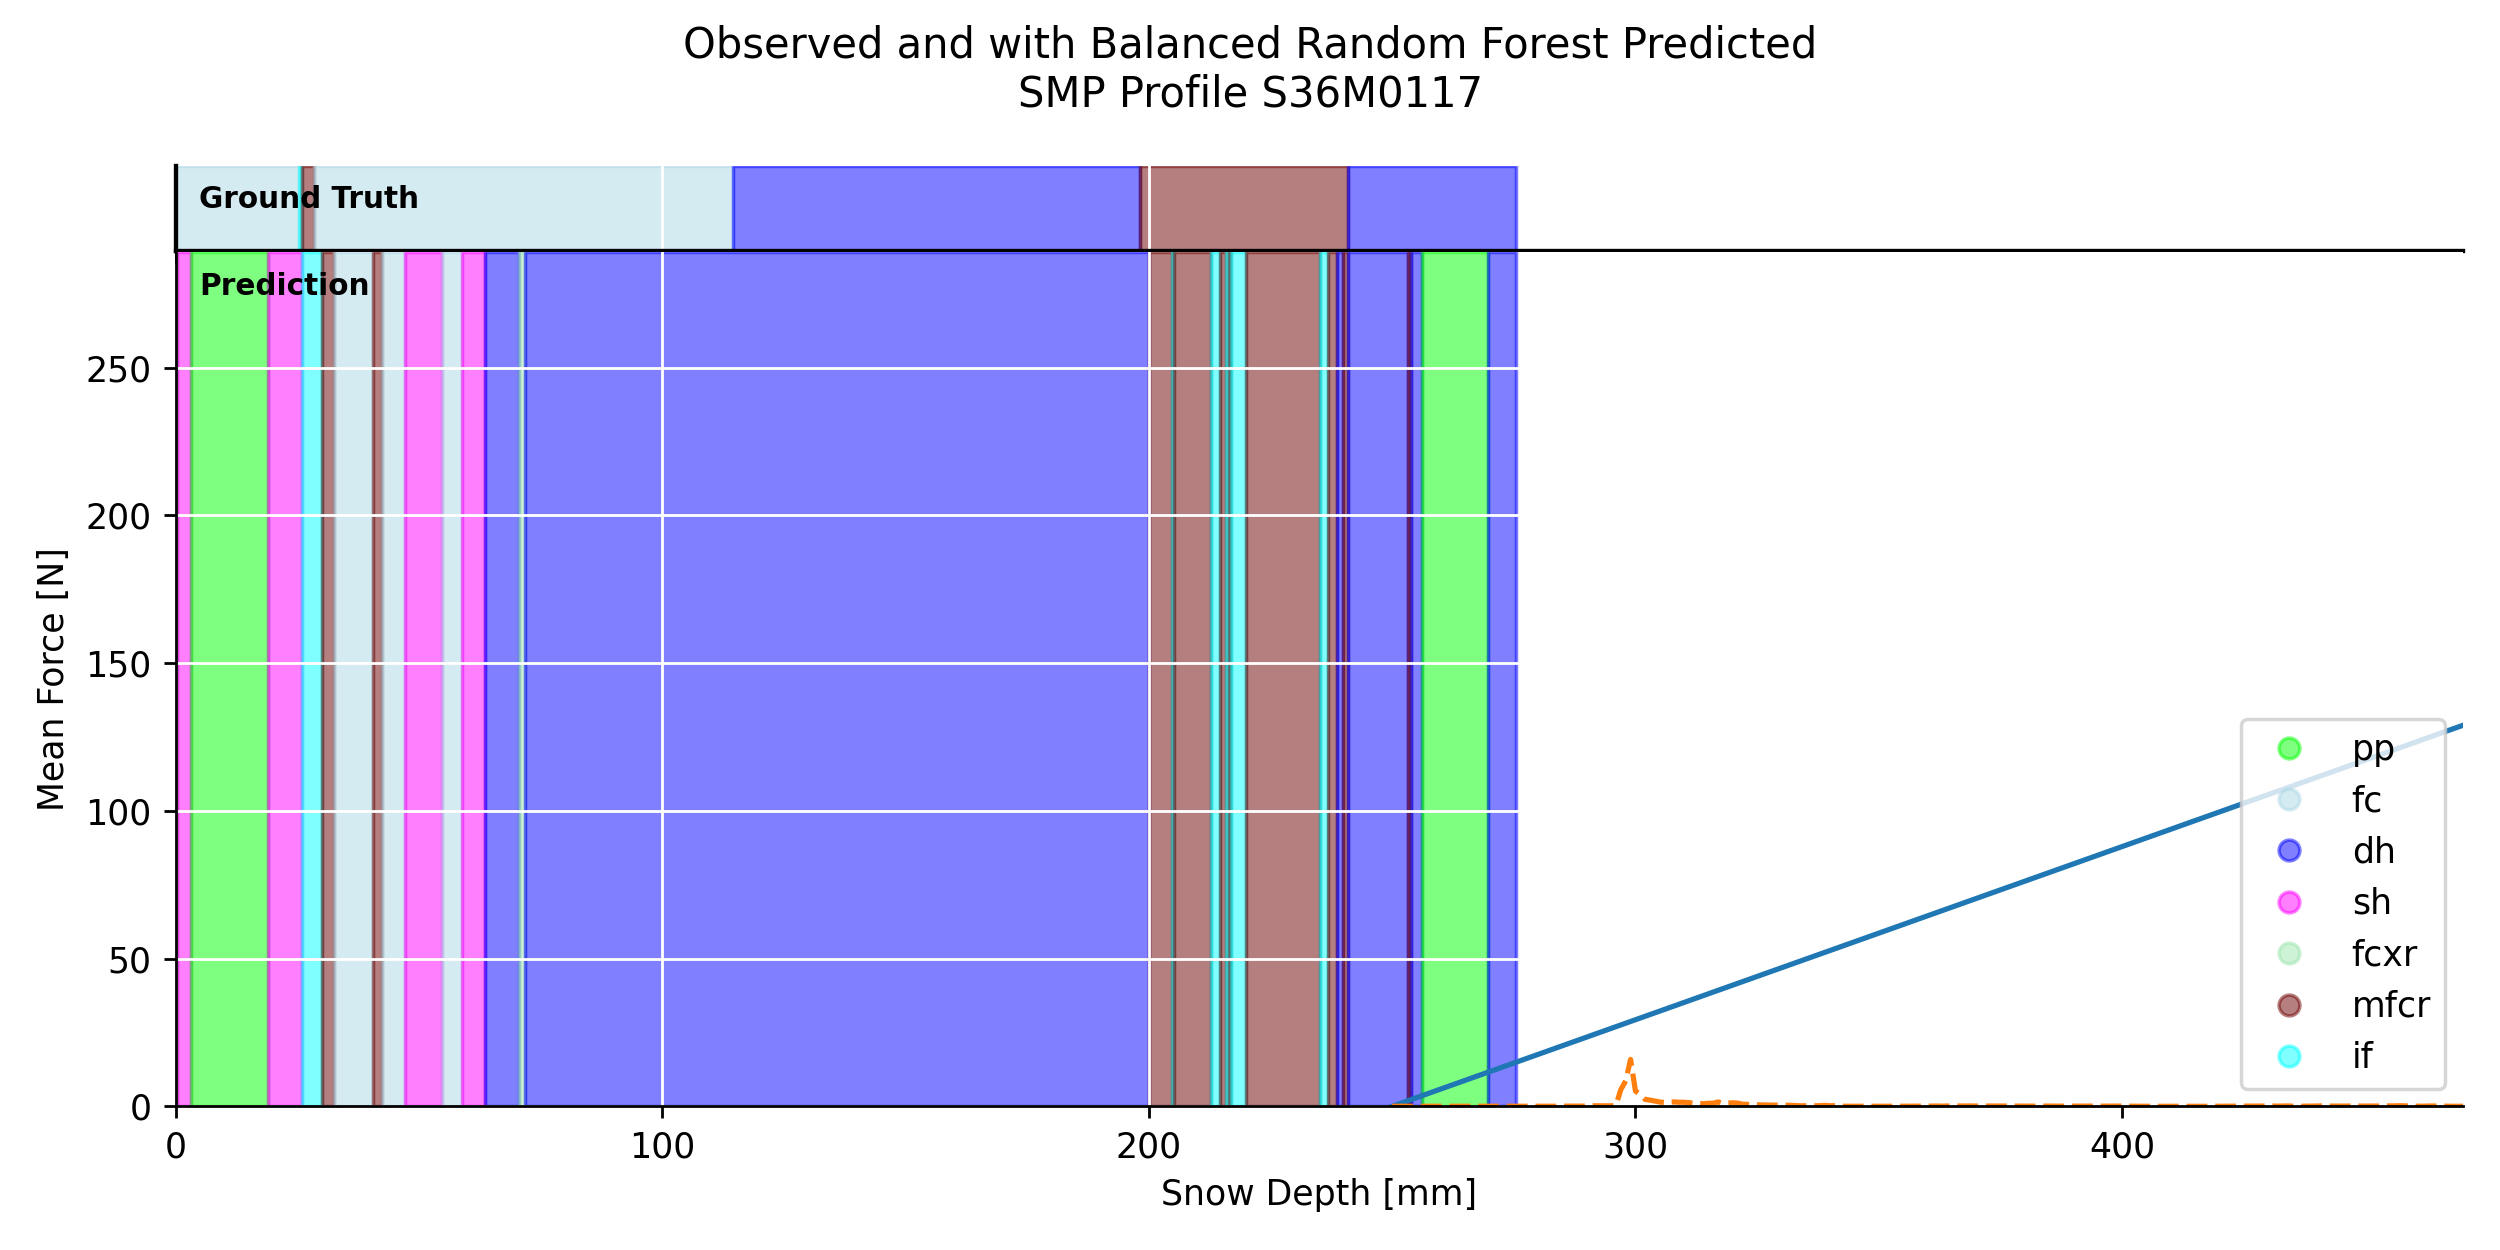 Observed and with Balanced Random Forest Predicted
SMP Profile S36M0117
Ground Truth
Prediction
250
200
150
100
50
0
Mean Force [N]
0 100 200 300 400
Snow Depth [mm]
pp
fc
dh
sh
fcxr
mfcr
if